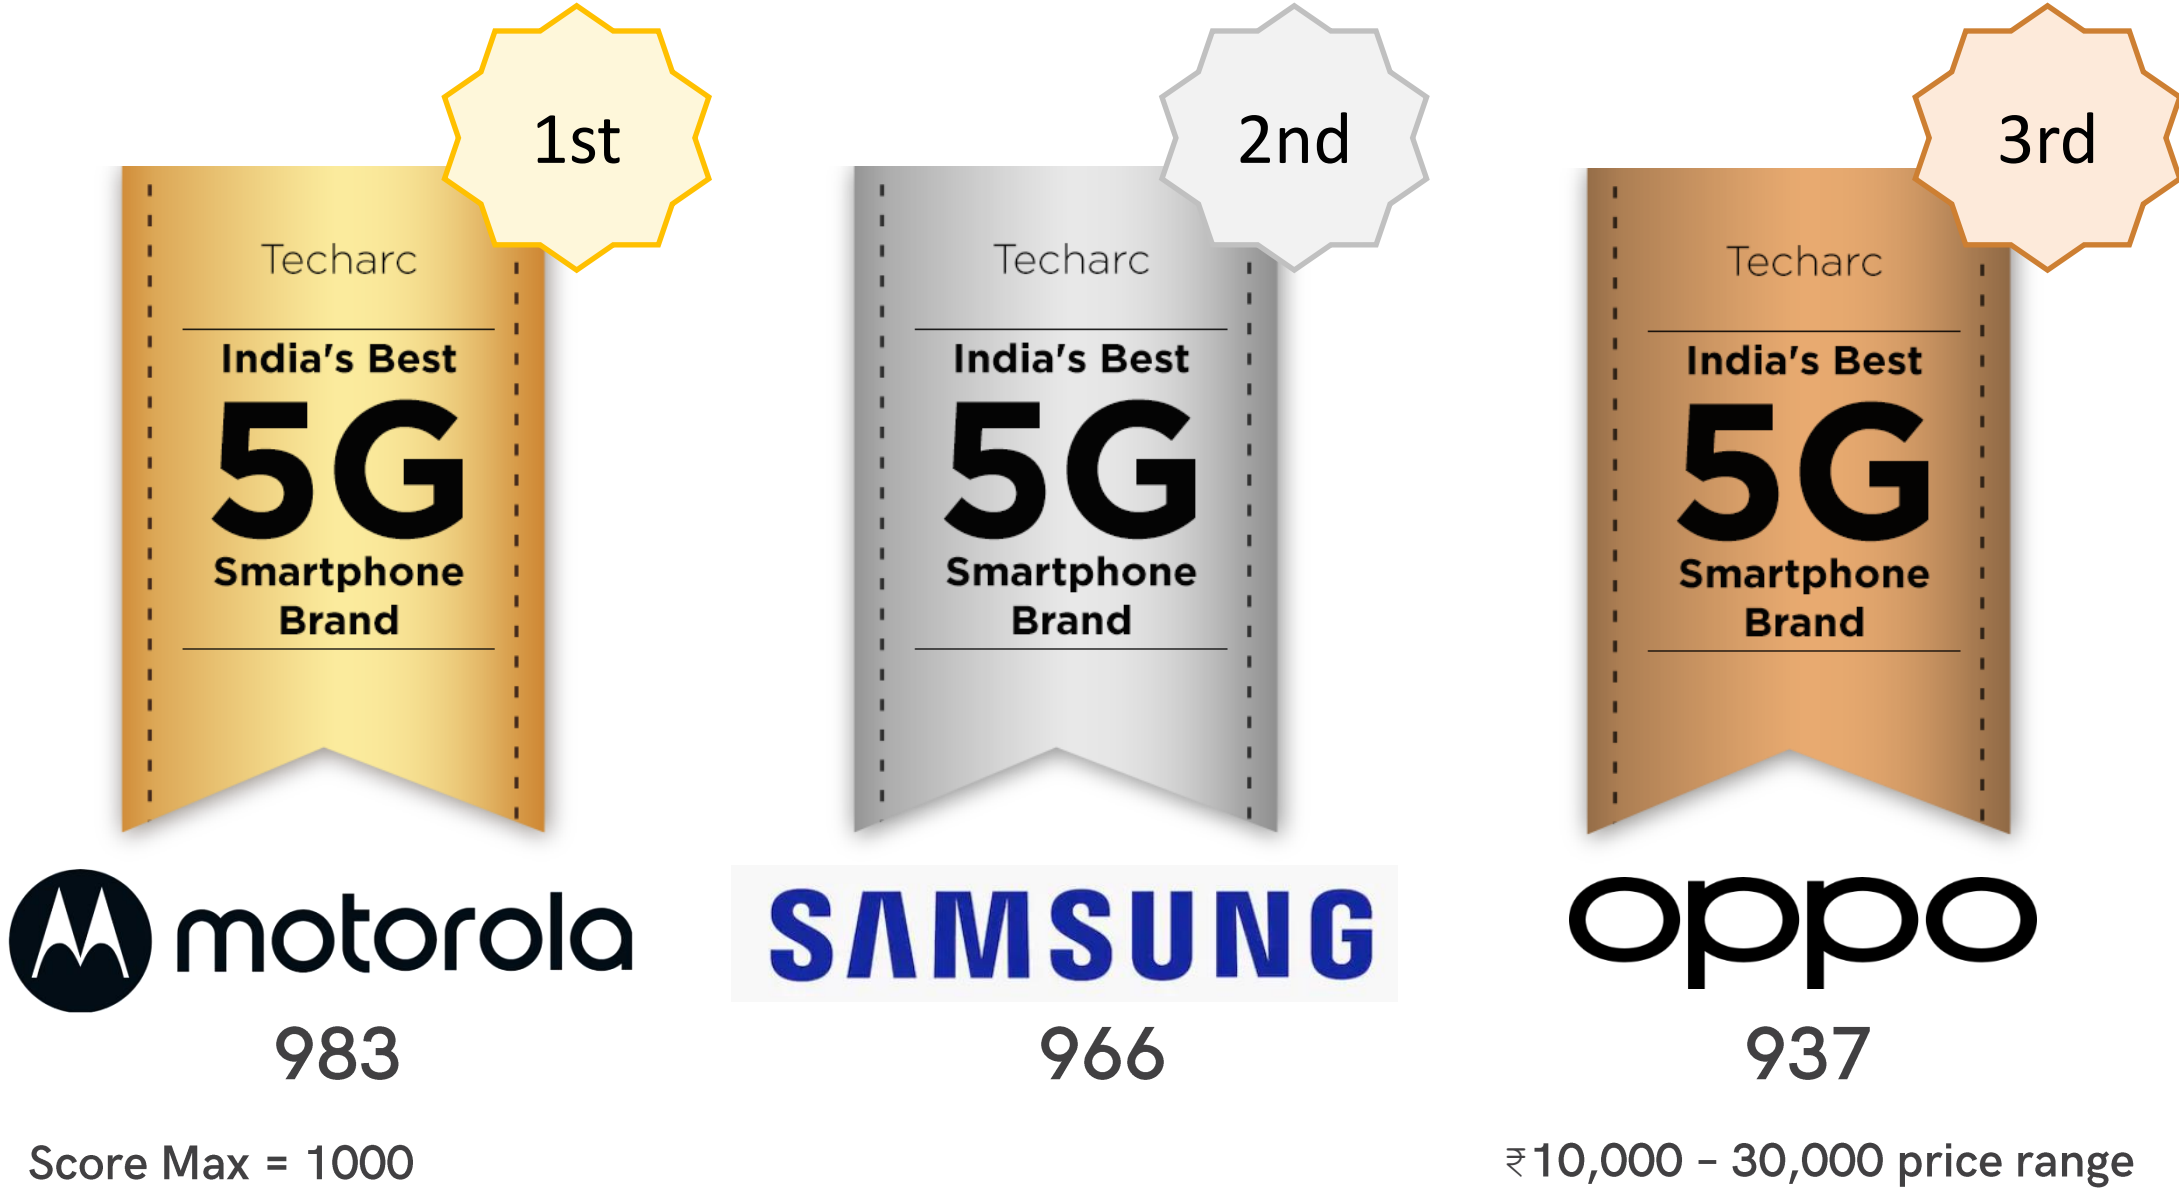 1st
Techarc
India's Best
5G
Smartphone
Brand
motorola
983
2nd
Techarc
India's Best
5G
Smartphone
Brand
SAMSUNG
966
3rd
Techarc
India's Best
5G
Smartphone
Brand
oppo
937
Score Max = 1000
₹10,000 – 30,000 price range